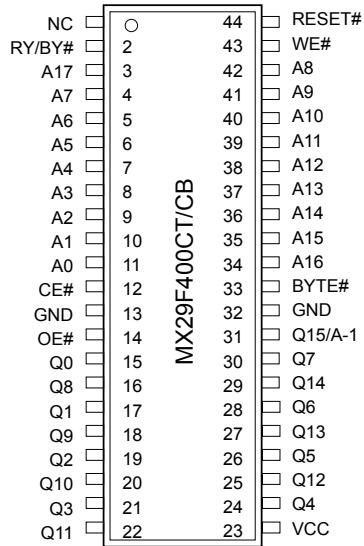 NC 44 RESET#
RY/BY# 2 43 WE#
A17 3 42 A8
A7 4 41 A9
A6 5 40 A10
A5 6 39 A11
A4 7 38 A12
A3 8 37 A13
A2 9 36 A14
A1 10 35 A15
A0 11 34 A16
CE# 12 33 BYTE#
GND 13 32 GND
OE# 14 31 Q15/A-1
Q0 15 30 Q7
Q8 16 29 Q14
Q1 17 28 Q6
Q9 18 27 Q13
Q2 19 26 Q5
Q10 20 25 Q12
Q3 21 24 Q4
Q11 22 23 VCC
MX29F400CT/CB